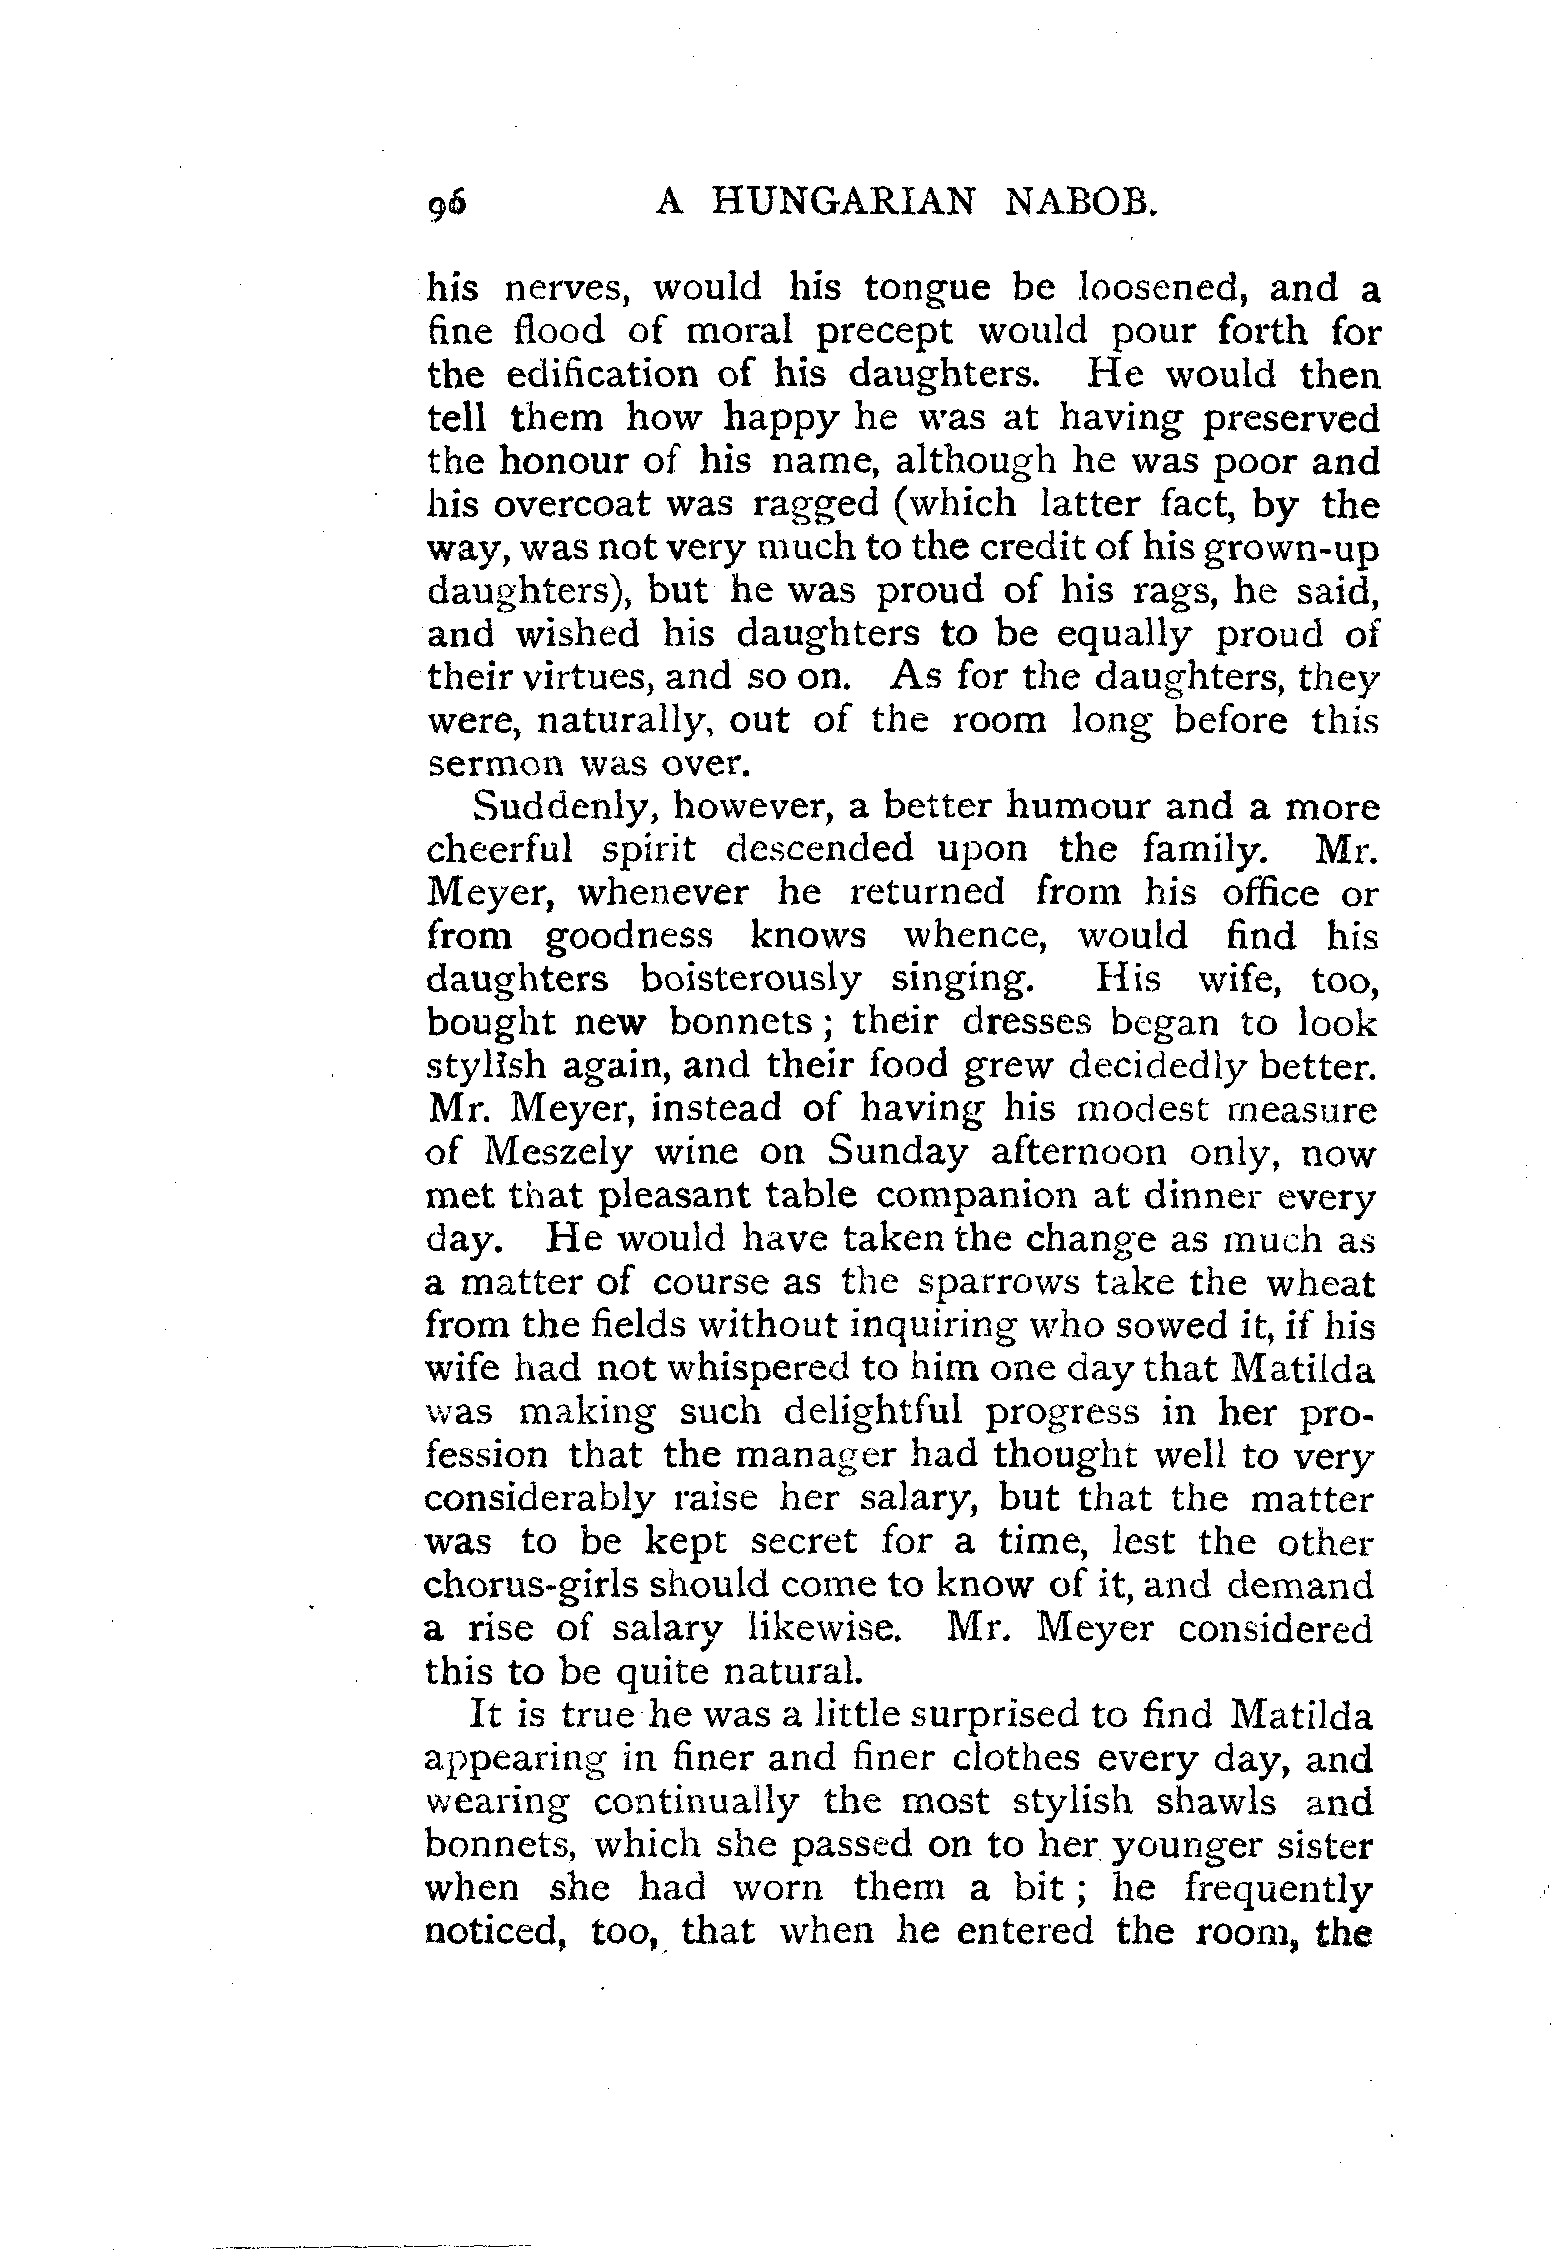 96 A HUNGARIAN NABOB.
his nerves, would his tongue be loosened, and a
fine flood of moral precept would pour forth for
the edification of his daughters. He would then
tell them how happy he was at having preserved
the honour of his name, although he was poor and
his overcoat was ragged (which latter fact, by the
way, was not very much to the credit of his grown-up
daughters), but he was proud of his rags, he said,
and wished his daughters to be equally proud of
their virtues, and so on. As for the daughters, they
were, naturally, out of the room long before this
sermon was over.
Suddenly, however, a better humour and a more
cheerful spirit descended upon the family. Mr.
Meyer, whenever he returned from his office or
from goodness knows whence, would find his
daughters boisterously singing. His wife, too,
bought new bonnets ; their dresses began to look
stylish again, and their food grew decidedly better.
Mr. Meyer, instead of having his modest measure
of Meszely wine on Sunday afternoon only, now
met that pleasant table companion at dinner every
day. He would have taken the change as much as
a matter of course as the sparrows take the wheat
from the fields without inquiring who sowed it, if his
wife had not whispered to him one day that Matilda
was making such delightful progress in her pro-
fession that the manager had thought well to very
considerably raise her salary, but that the matter
was to be kept secret for a time, lest the other
chorus-girls should come to know of it, and demand
a rise of salary likewise. Mr. Meyer considered
this to be quite natural.
It is true he was a little surprised to find Matilda
appearing in finer and finer clothes every day, and
wearing continually the most stylish shawls and
bonnets, which she passed on to her younger sister
when she had worn them a bit ; he frequently
noticed, too, that when he entered the room, the